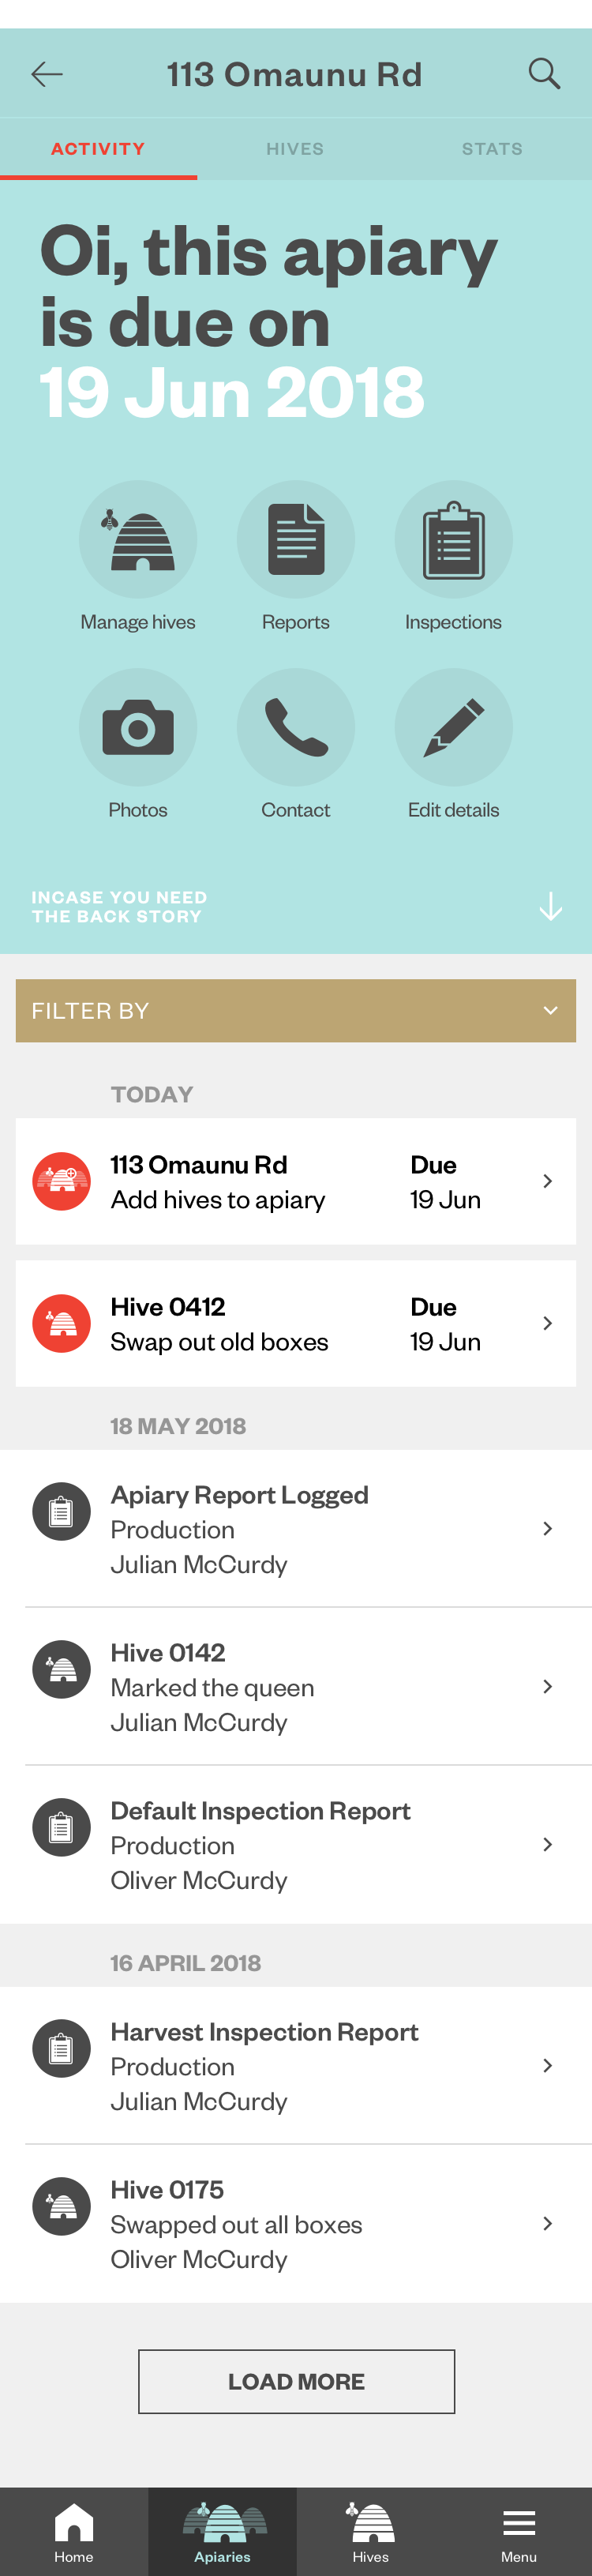 113 Omaunu Rd
ACTIVITY
HIVES
STATS
Oi, this apiary
is due on
19 Jun 2018
Manage hives
Reports
Inspections
Photos
Contact
Edit details
INCASE YOU NEED
THE BACK STORY
FILTER BY
TODAY
113 Omaunu Rd
Due
Add hives to apiary
19 Jun
Hive 0412
Due
Swap out old boxes
19 Jun
18 MAY 2018
Apiary Report Logged
Production
Julian McCurdy
Hive 0142
Marked the queen
Julian McCurdy
Default Inspection Report
Production
Oliver McCurdy
16 APRIL 2018
Harvest Inspection Report
Production
Julian McCurdy
Hive 0175
Swapped out all boxes
Oliver McCurdy
LOAD MORE
Home
Apiaries
Hives
Menu